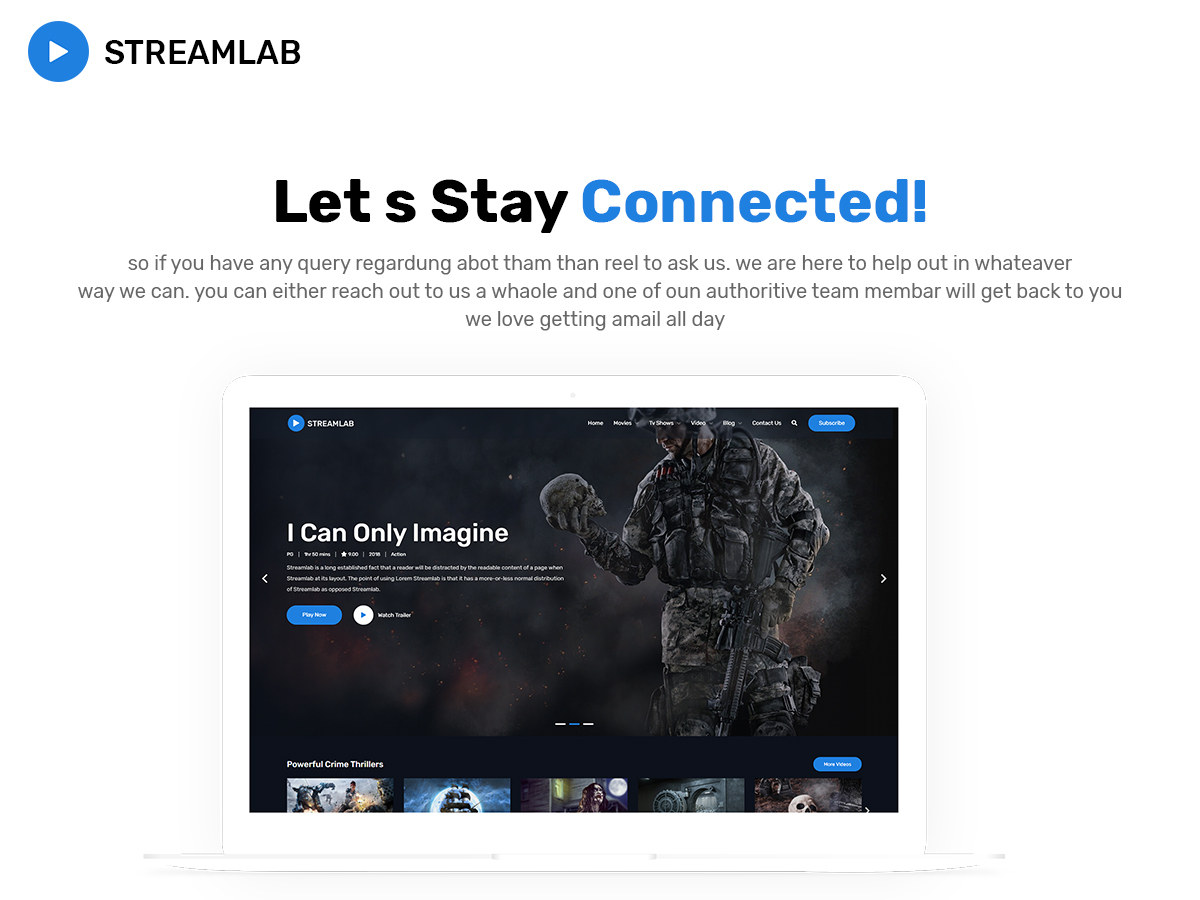 STREAMLAB
Let s Stay Connected!
so if you have any query regardung abot tham than reel to ask us. we are here to help out in whateaver
way we can. you can either reach out to us a whaole and one of oun authoritive team membar will get back to you
we love getting amail all day
STREAMLAB
Home Movies Tv Shows Video Blog Contact Us Subscribe
I Can Only Imagine
PG | 1hr 50 mins | 9.00 | 2018 | Action
Streamlab is a long established fact that a reader will be distracted by the readable content of a page when
Streamlab at its layout. The point of using Lorem Streamlab is that it has a more-or-less normal distribution
of Streamlab as opposed Streamlab.
Play Now Watch Trailer
Powerful Crime Thrillers More Videos